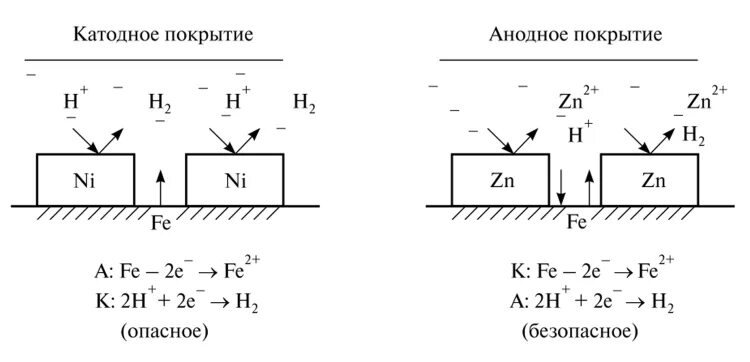 Катодное покрытие
H⁺ H₂ H⁺ H₂
Ni Ni
Fe
A: Fe – 2e⁻ → Fe²⁺
K: 2H⁺ + 2e⁻ → H₂
(опасное)
Анодное покрытие
Zn²⁺ Zn²⁺
H⁺ H₂
Zn Zn
Fe
K: Fe – 2e⁻ → Fe²⁺
A: 2H⁺ + 2e⁻ → H₂
(безопасное)